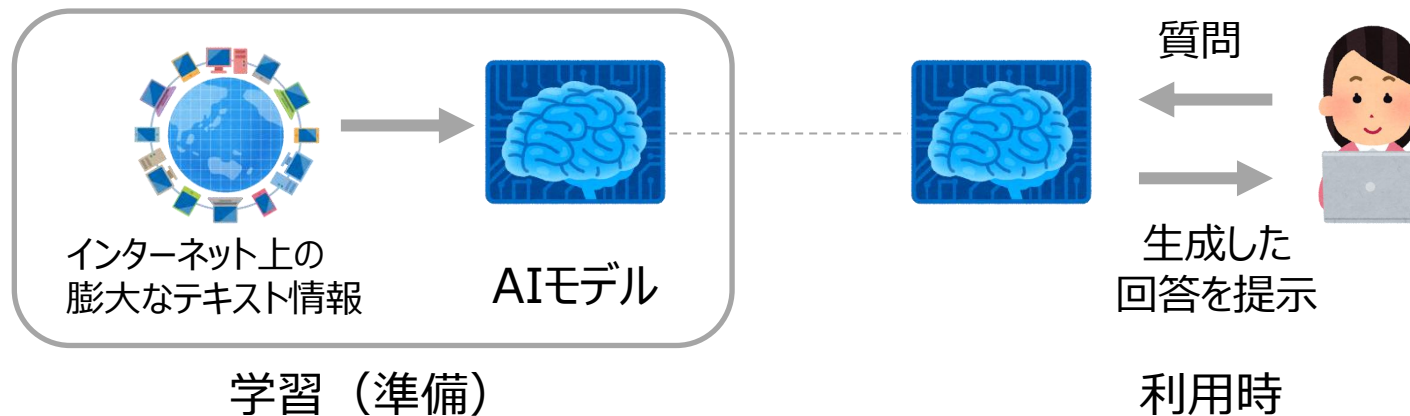 インターネット上の
膨大なテキスト情報
AIモデル
学習（準備）
質問
生成した
回答を提示
利用時